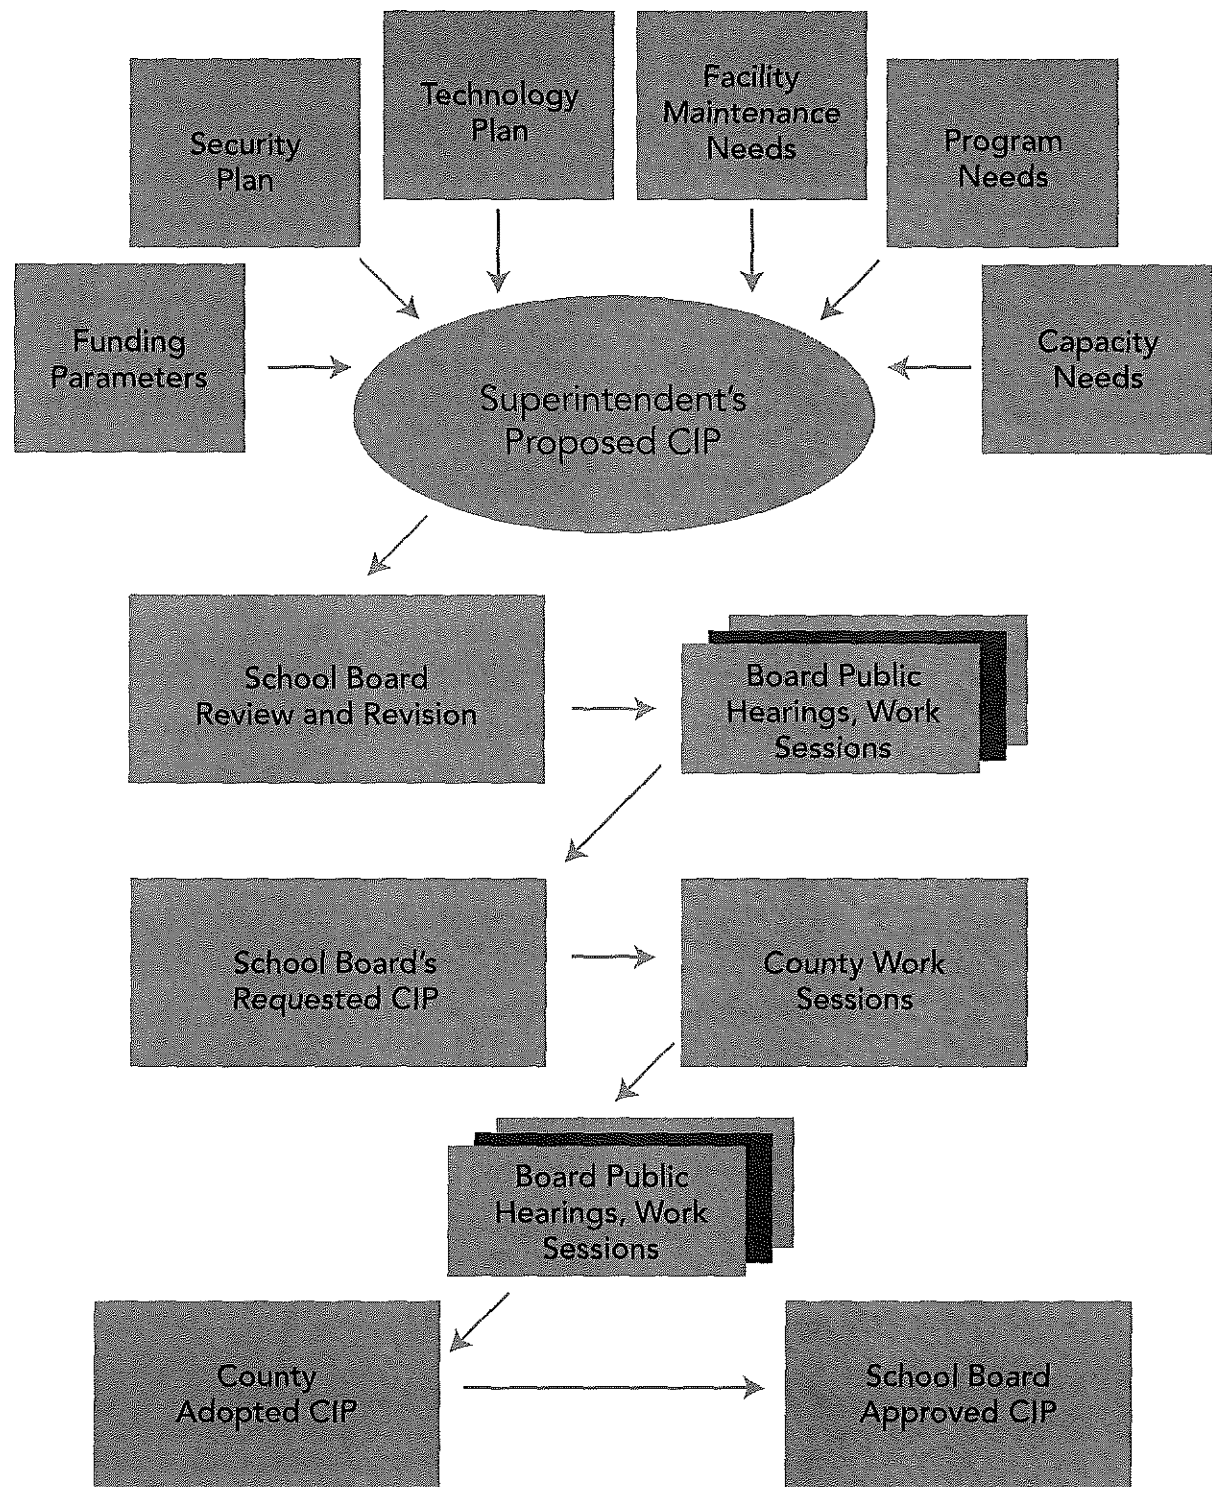 Technology
Plan
Facility
Maintenance
Needs
Security
Plan
Program
Needs
Funding
Parameters
Capacity
Needs
Superintendent's
Proposed CIP
School Board
Review and Revision
Board Public
Hearings, Work
Sessions
School Board's
Requested CIP
County Work
Sessions
Board Public
Hearings, Work
Sessions
County
Adopted CIP
School Board
Approved CIP